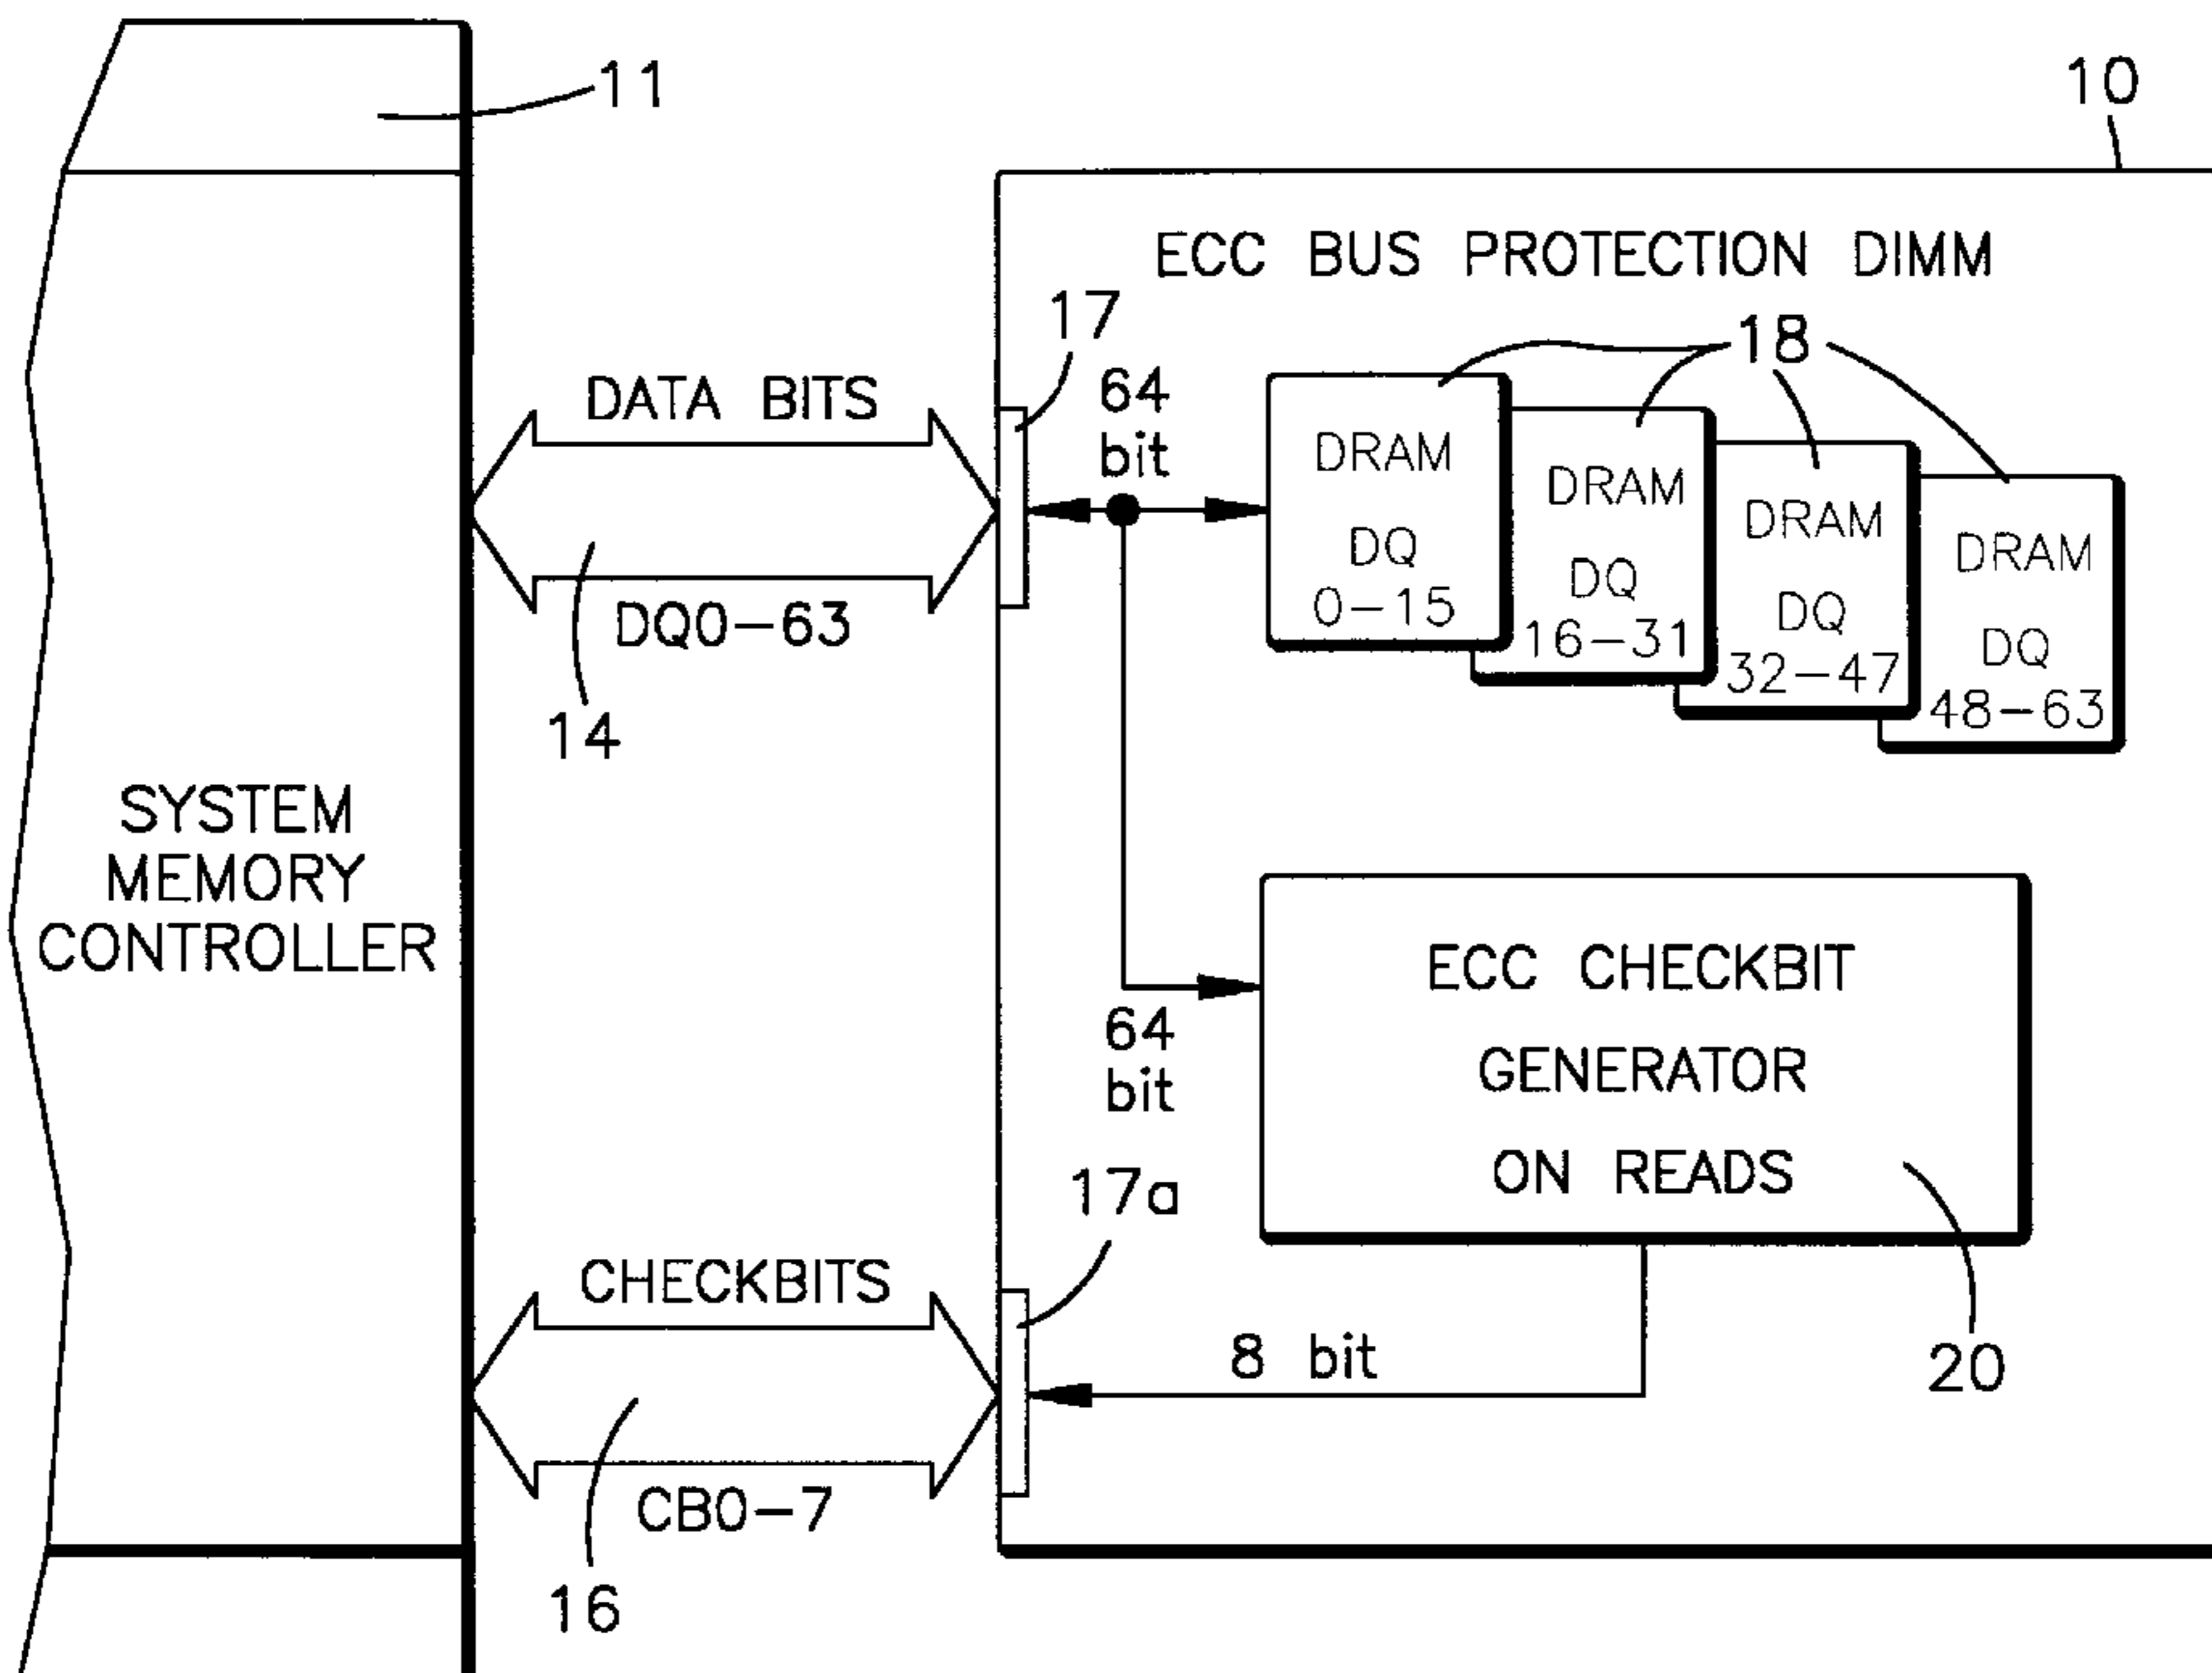 11
10
ECC BUS PROTECTION DIMM
17
18
64
bit
DATA BITS
DQ0-63
14
DRAM
DQ
0-15
DRAM
DQ
16-31
DRAM
DQ
32-47
DRAM
DQ
48-63
SYSTEM
MEMORY
CONTROLLER
64
bit
ECC CHECKBIT
GENERATOR
ON READS
17a
20
CHECKBITS
8 bit
CB0-7
16